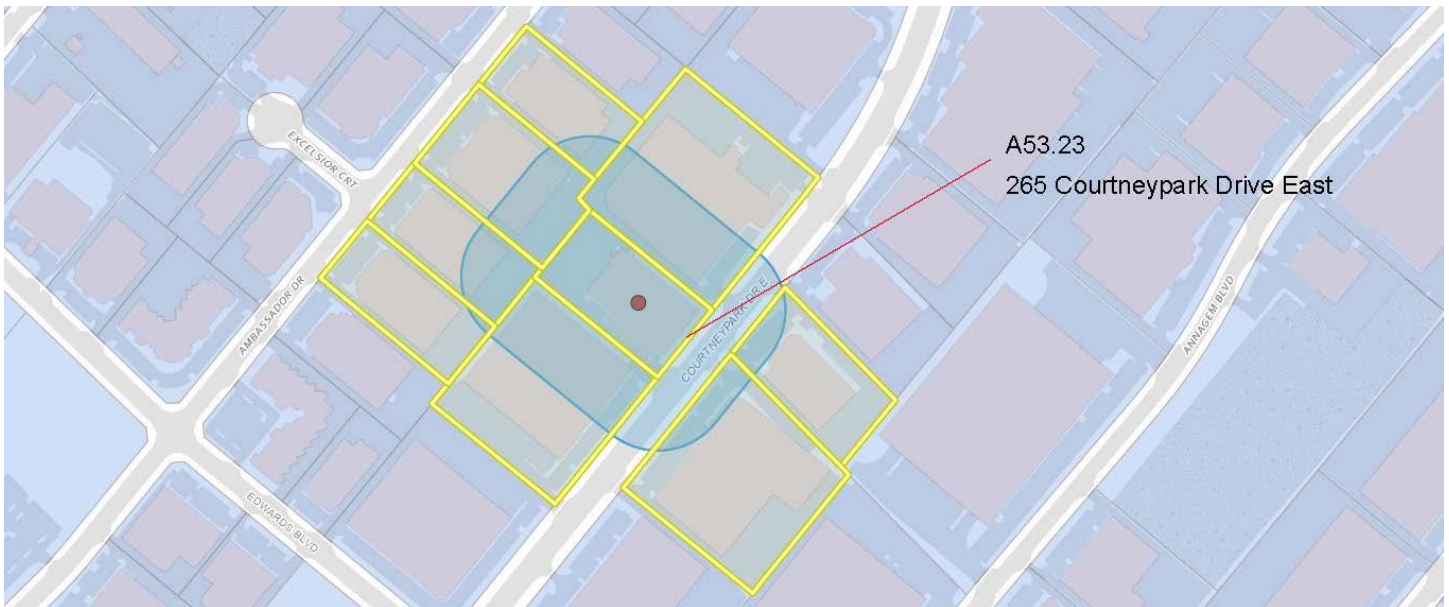 A53.23
265 Courtneypark Drive East
EXCELSIOR CRT
AMBASSADOR DR
COURTNEYPARK DR E
ANNAGEM BLVD
EDWARDS BLVD